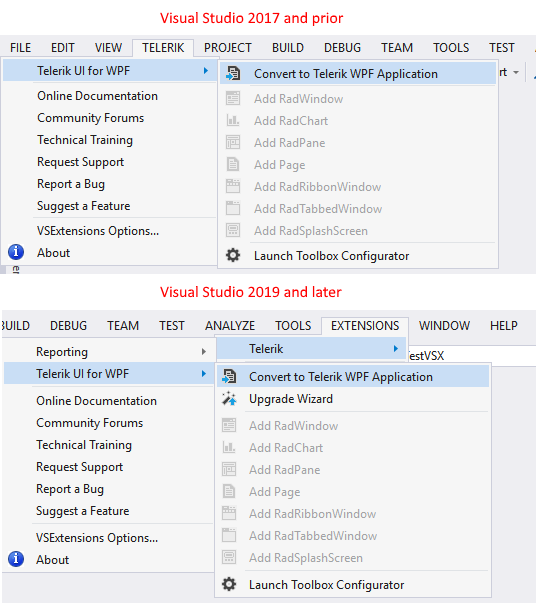 Visual Studio 2017 and prior
FILE EDIT VIEW TELERIK PROJECT BUILD DEBUG TEAM TOOLS TEST
Telerik UI for WPF
Online Documentation
Community Forums
Technical Training
Request Support
Report a Bug
Suggest a Feature
VSExtensions Options...
About
Convert to Telerik WPF Application
rt
Add RadWindow
Add RadChart
Add RadPane
Add Page
Add RadRibbonWindow
Add RadTabbedWindow
Add RadSplashScreen
Launch Toolbox Configurator
Visual Studio 2019 and later
BUILD DEBUG TEAM TEST ANALYZE TOOLS EXTENSIONS WINDOW HELP
Telerik
estVSX
Reporting
Telerik UI for WPF
Online Documentation
Community Forums
Technical Training
Request Support
Report a Bug
Suggest a Feature
VSExtensions Options...
About
Convert to Telerik WPF Application
Upgrade Wizard
Add RadWindow
Add RadChart
Add RadPane
Add Page
Add RadRibbonWindow
Add RadTabbedWindow
Add RadSplashScreen
Launch Toolbox Configurator